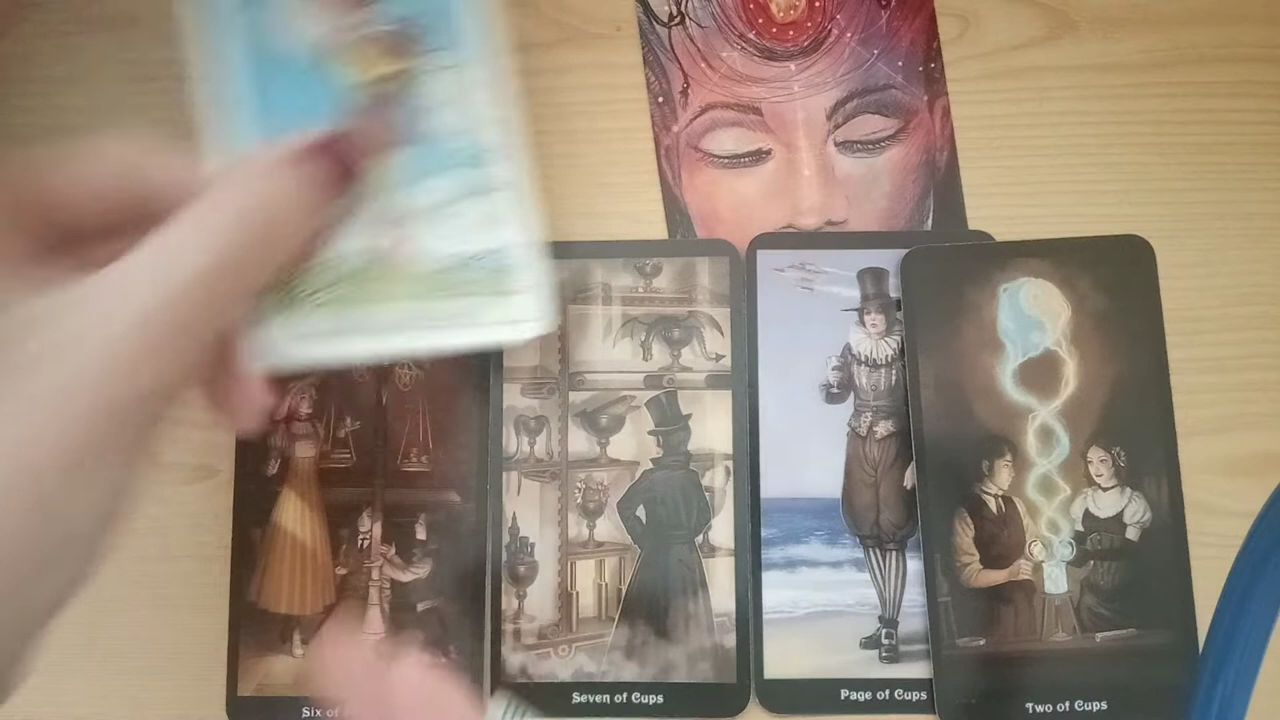 Six of
Seven of Cups
Page of Cups
Two of Cups